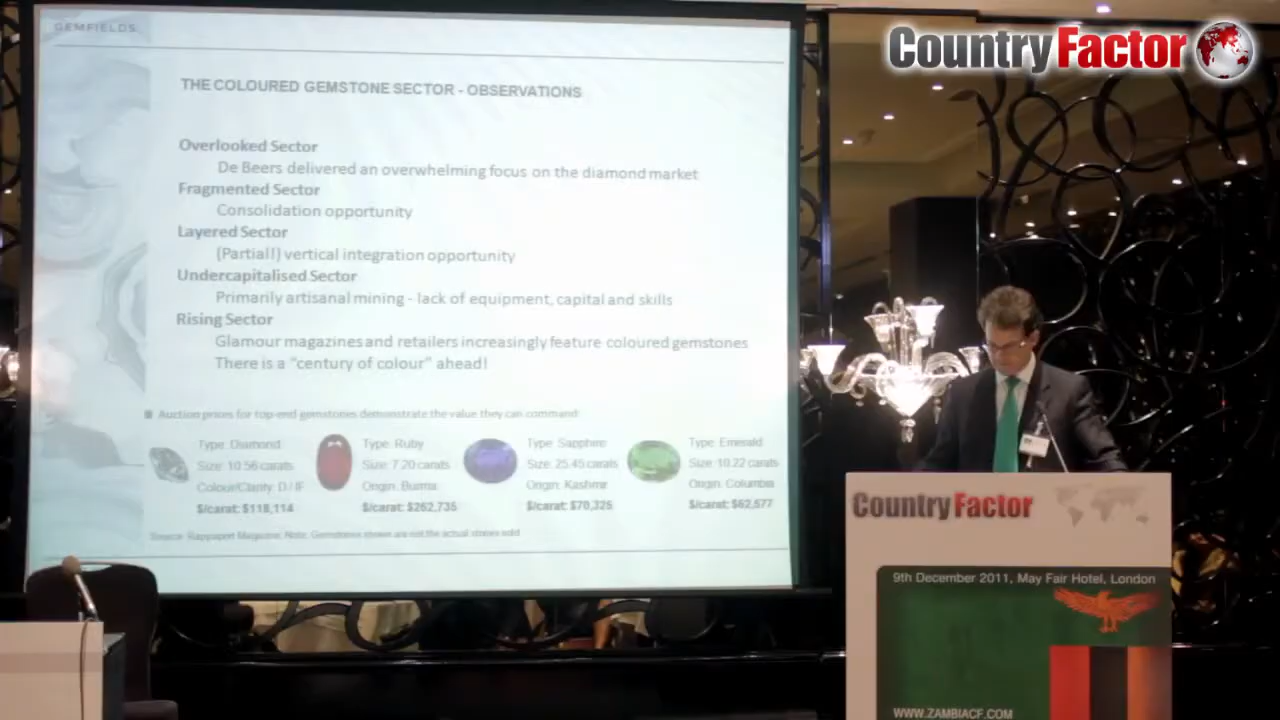 GEMFIELDS
CountryFactor
THE COLOURED GEMSTONE SECTOR - OBSERVATIONS
Overlooked Sector
De Beers delivered an overwhelming focus on the diamond market
Fragmented Sector
Consolidation opportunity
Layered Sector
(Partial!) vertical integration opportunity
Undercapitalised Sector
Primarily artisanal mining - lack of equipment, capital and skills
Rising Sector
Glamour magazines and retailers increasingly feature coloured gemstones
There is a "century of colour" ahead!
Auction prices for top-end gemstones demonstrate the value they can command:
Type: Diamond
Size: 10.56 carats
Colour/Clarity: D / IF
$/carat: $118,114
Type: Ruby
Size: 7.20 carats
Origin: Burma
$/carat: $262,735
Type: Sapphire
Size: 25.45 carats
Origin: Kashmir
$/carat: $70,325
Type: Emerald
Size: 10.22 carats
Origin: Columbia
$/carat: $62,577
Source: Rappaport Magazine; Note: Gemstones shown are not the actual stones sold
CountryFactor
9th December 2011, May Fair Hotel, London
WWW.ZAMBIACF.COM